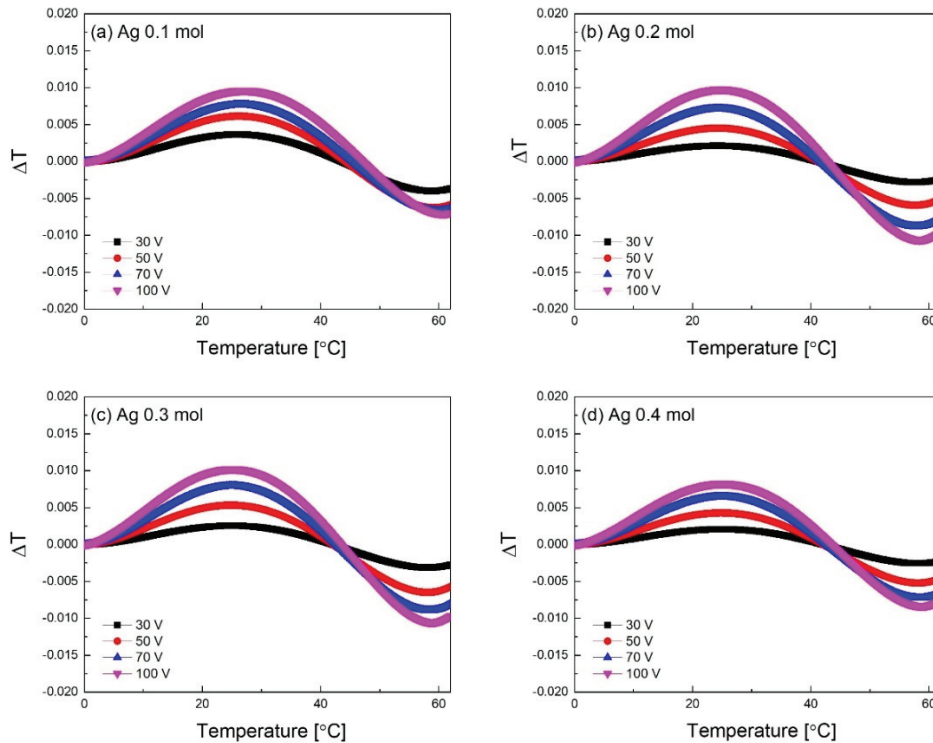 (a) Ag 0.1 mol
0.020
0.015
0.010
0.005
0.000
-0.005
-0.010
-0.015
-0.020
ΔT
30 V
50 V
70 V
100 V
0 20 40 60
Temperature [°C]
(b) Ag 0.2 mol
0.020
0.015
0.010
0.005
0.000
-0.005
-0.010
-0.015
-0.020
ΔT
30 V
50 V
70 V
100 V
0 20 40 60
Temperature [°C]
(c) Ag 0.3 mol
0.020
0.015
0.010
0.005
0.000
-0.005
-0.010
-0.015
-0.020
ΔT
30 V
50 V
70 V
100 V
0 20 40 60
Temperature [°C]
(d) Ag 0.4 mol
0.020
0.015
0.010
0.005
0.000
-0.005
-0.010
-0.015
-0.020
ΔT
30 V
50 V
70 V
100 V
0 20 40 60
Temperature [°C]